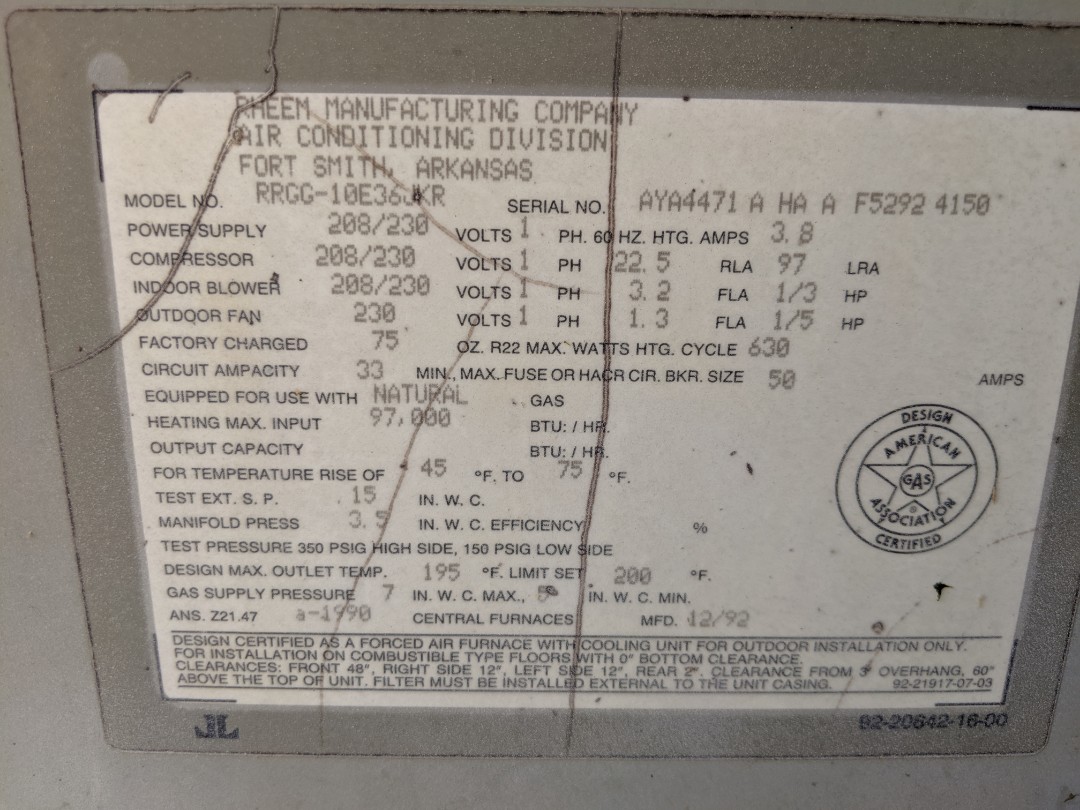 RHEEM MANUFACTURING COMPANY
AIR CONDITIONING DIVISION
FORT SMITH, ARKANSAS
MODEL NO. RRGG-10E36JKR SERIAL NO. AYA4471 A HA A F5292 4150
POWER SUPPLY 208/230 VOLTS 1 PH. 60 HZ. HTG. AMPS 3.8
COMPRESSOR 208/230 VOLTS 1 PH 22.5 RLA 97 LRA
INDOOR BLOWER 208/230 VOLTS 1 PH 3.2 FLA 1/3 HP
OUTDOOR FAN 230 VOLTS 1 PH 1.3 FLA 1/5 HP
FACTORY CHARGED 75 OZ. R22 MAX. WATTS HTG. CYCLE 630
CIRCUIT AMPACITY 33 MIN., MAX. FUSE OR HACR CIR. BKR. SIZE 50 AMPS
EQUIPPED FOR USE WITH NATURAL GAS
HEATING MAX. INPUT 97,000 BTU: / HR.
OUTPUT CAPACITY BTU: / HR.
FOR TEMPERATURE RISE OF 45 °F. TO 75 °F.
TEST EXT. S. P. .15 IN. W. C.
MANIFOLD PRESS 3.5 IN. W. C. EFFICIENCY %
TEST PRESSURE 350 PSIG HIGH SIDE, 150 PSIG LOW SIDE
DESIGN MAX. OUTLET TEMP. 195 °F. LIMIT SET 200 °F.
GAS SUPPLY PRESSURE 7 IN. W. C. MAX., IN. W. C. MIN.
ANS. Z21.47 a-1990 CENTRAL FURNACES MFD. 12/92
DESIGN
AMERICAN
GAS
®
ASSOCIATION
CERTIFIED
DESIGN CERTIFIED AS A FORCED AIR FURNACE WITH COOLING UNIT FOR OUTDOOR INSTALLATION ONLY.
FOR INSTALLATION ON COMBUSTIBLE TYPE FLOORS WITH 0" BOTTOM CLEARANCE.
CLEARANCES: FRONT 48", RIGHT SIDE 12", LEFT SIDE 12", REAR 2". CLEARANCE FROM 3' OVERHANG, 60"
ABOVE THE TOP OF UNIT. FILTER MUST BE INSTALLED EXTERNAL TO THE UNIT CASING. 92-21917-07-03
JL 92-20642-16-00